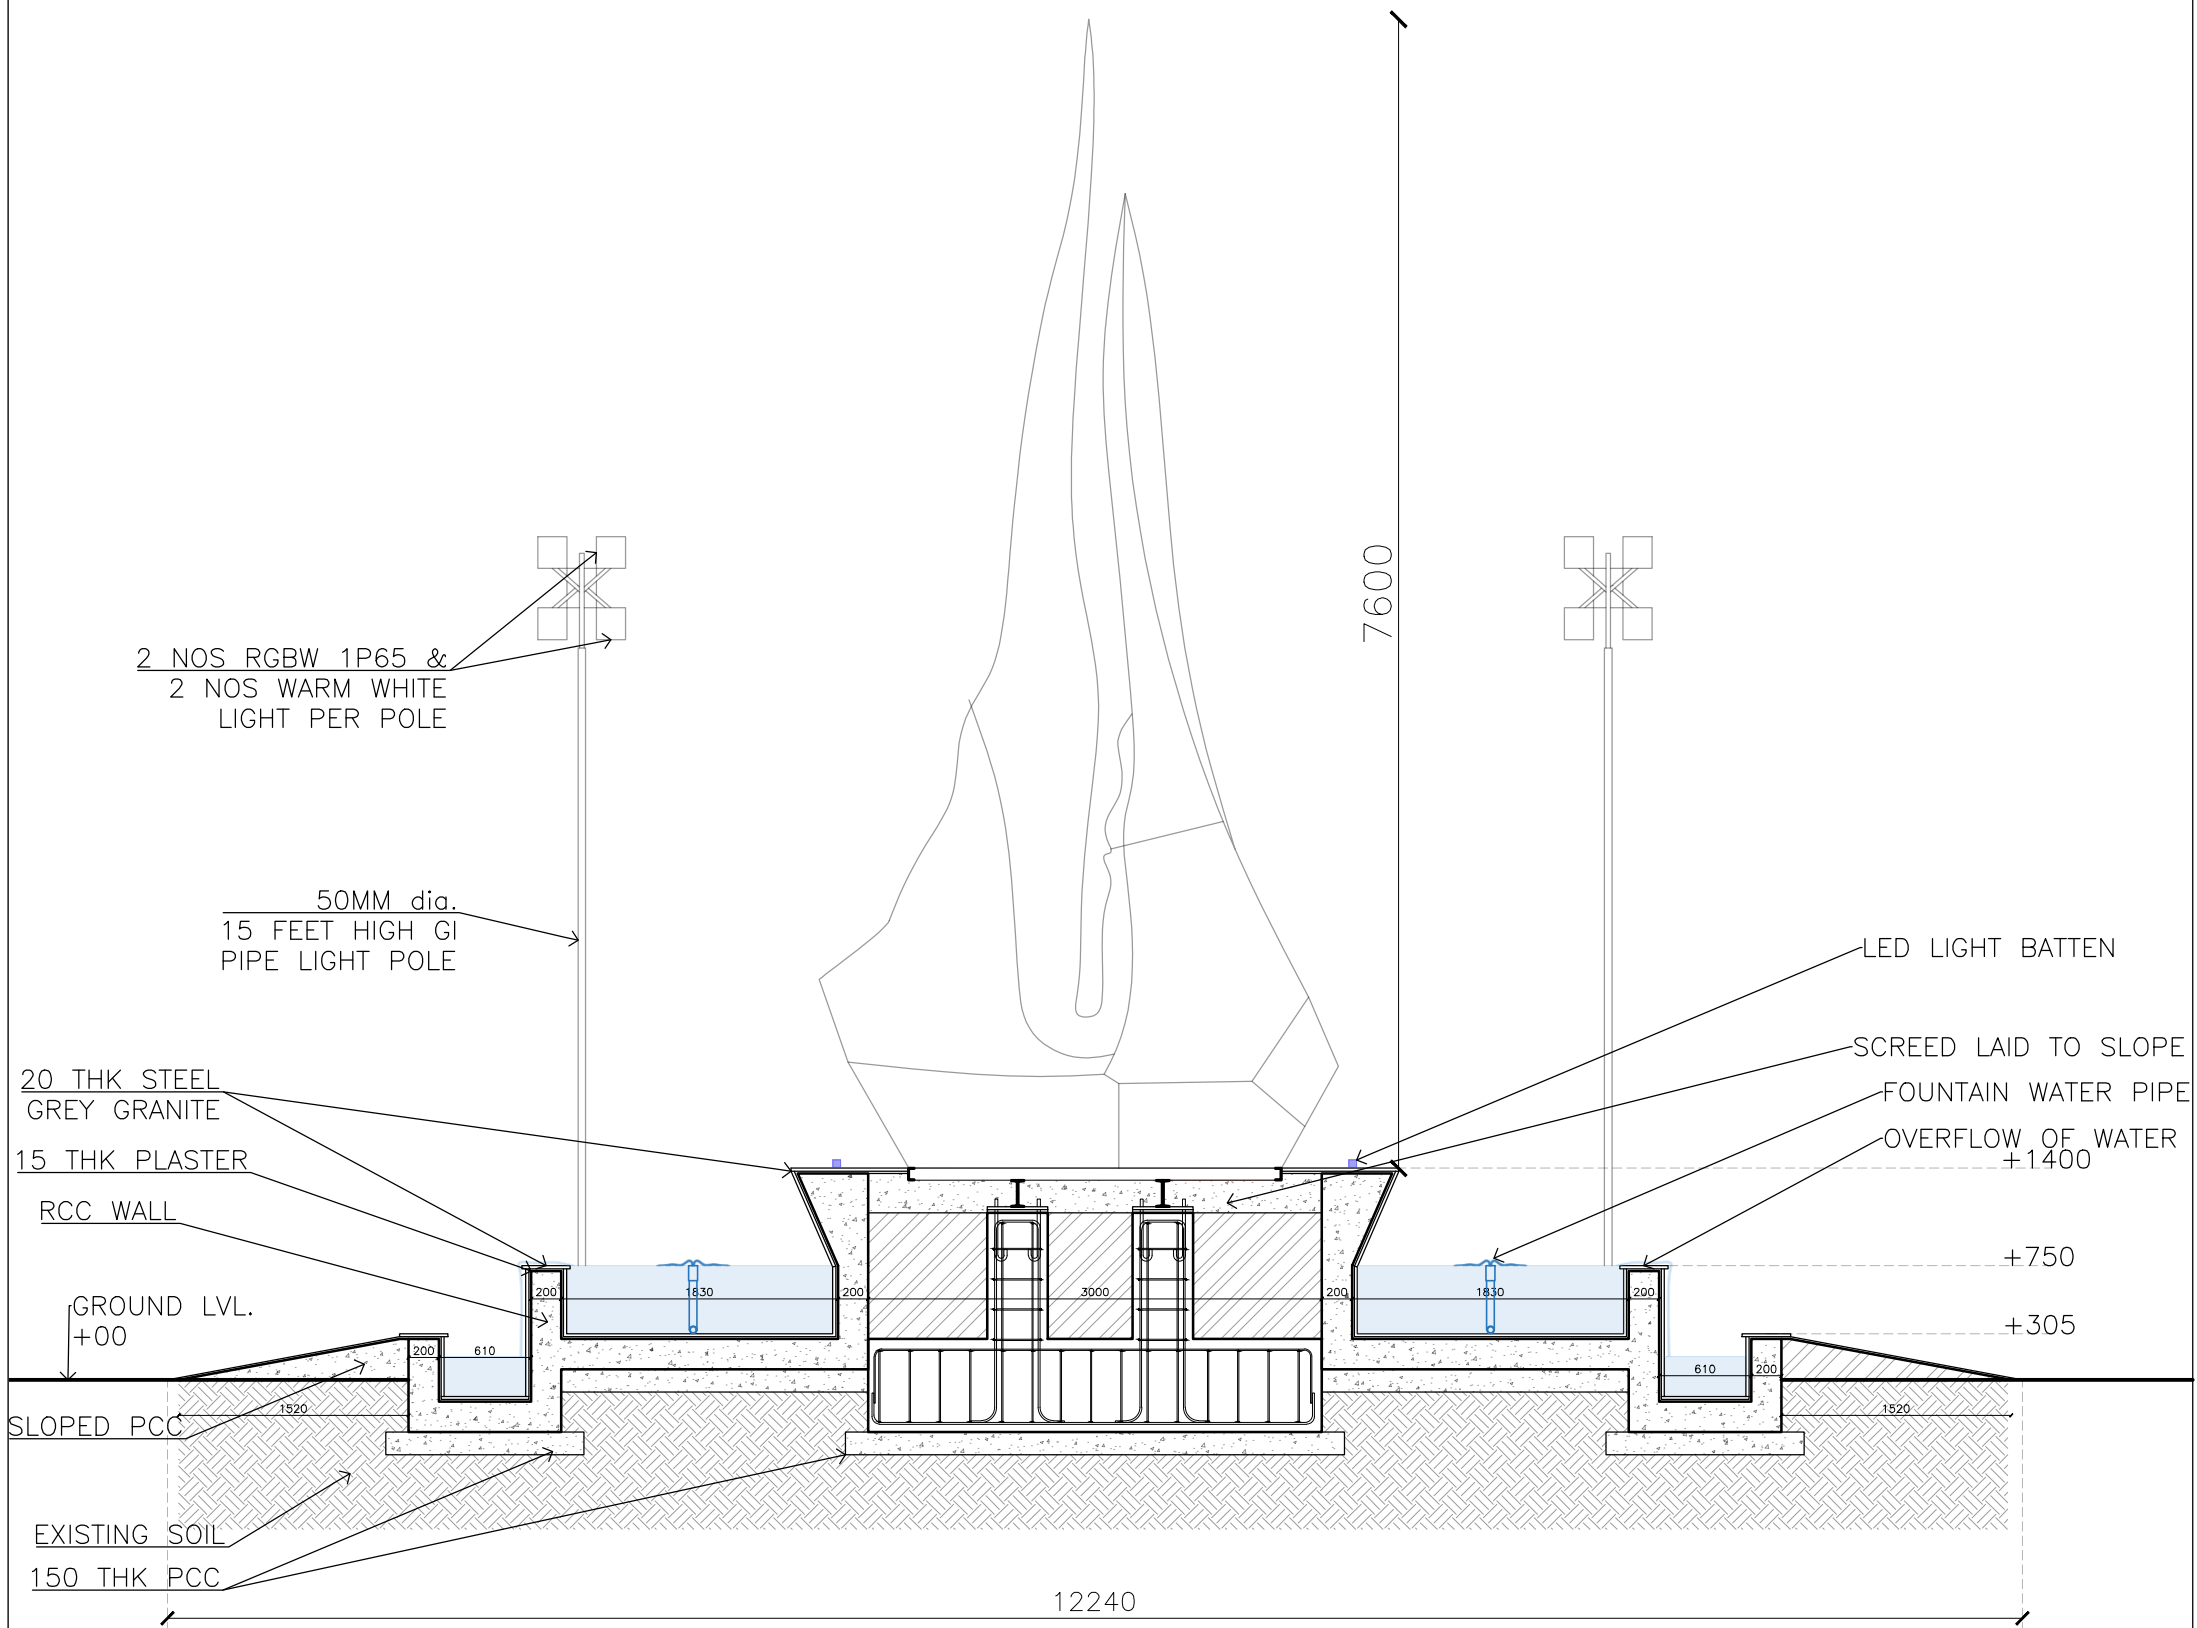 7600
2 NOS RGBW 1P65 &
2 NOS WARM WHITE
LIGHT PER POLE
50MM dia.
15 FEET HIGH GI
PIPE LIGHT POLE
LED LIGHT BATTEN
SCREED LAID TO SLOPE
FOUNTAIN WATER PIPE
OVERFLOW OF WATER
+1400
20 THK STEEL
GREY GRANITE
15 THK PLASTER
RCC WALL
+750
200 1830 200 3000 200 1830 200
GROUND LVL.
+00
+305
200 610
610 200
1520
1520
SLOPED PCC
EXISTING SOIL
150 THK PCC
12240